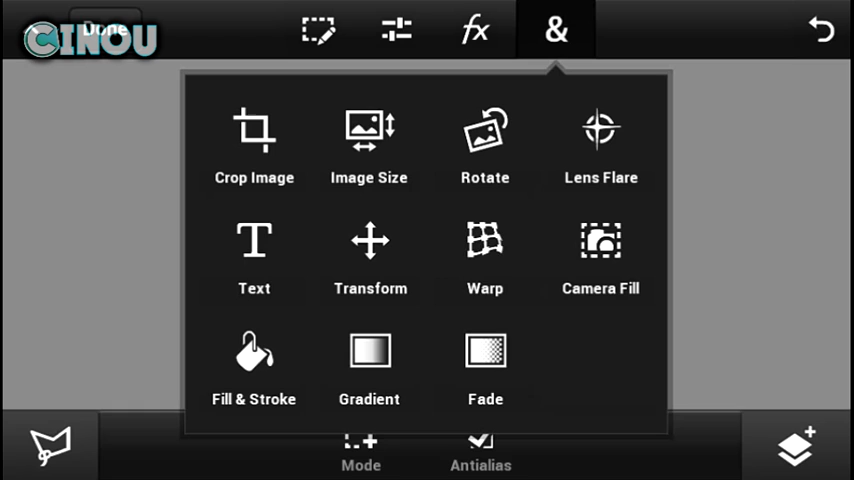 Done
CINOU
fx
&
Crop Image
Image Size
Rotate
Lens Flare
Text
Transform
Warp
Camera Fill
Fill & Stroke
Gradient
Fade
Mode
Antialias